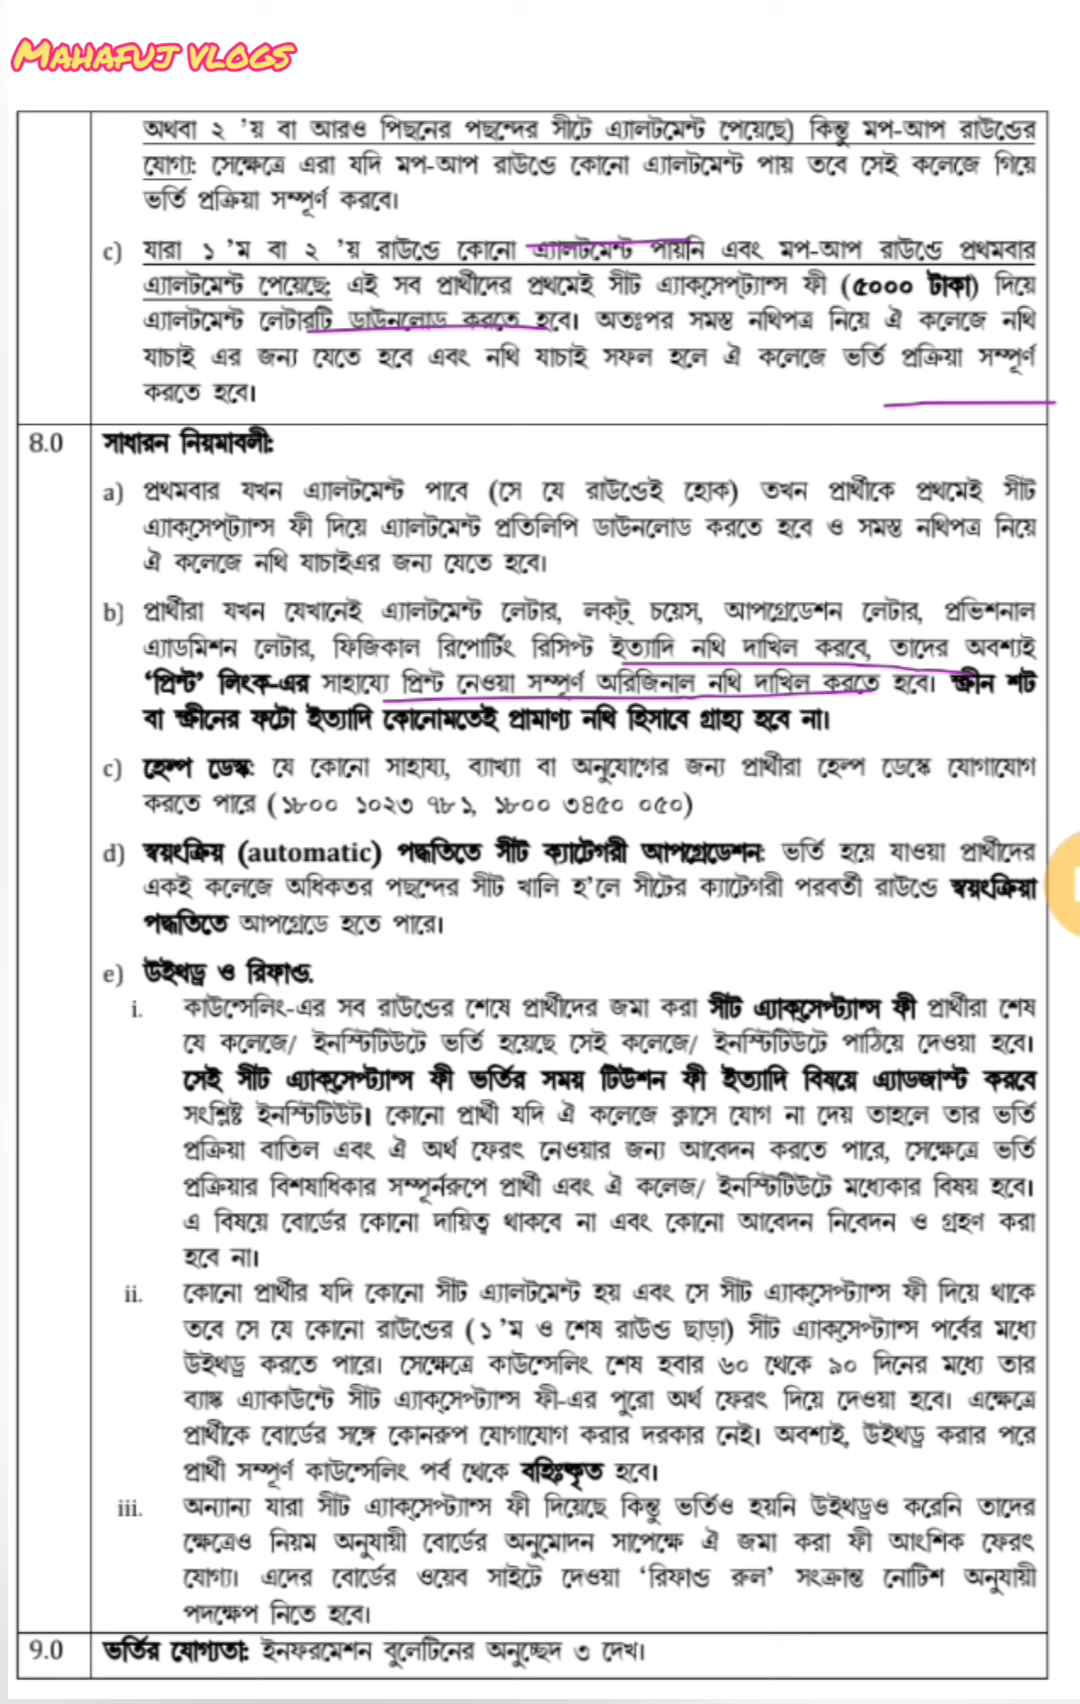 MAHAFUJ VLOGS
অথবা ২ 'য় বা আরও পিছনের পছন্দের সীটে এ্যালটমেন্ট পেয়েছে) কিন্তু মপ-আপ রাউন্ডের
যোগ্য: সেক্ষেত্রে এরা যদি মপ-আপ রাউন্ডে কোনো এ্যালটমেন্ট পায় তবে সেই কলেজে গিয়ে
ভর্তি প্রক্রিয়া সম্পূর্ণ করবে।
c) যারা ১ 'ম বা ২ 'য় রাউন্ডে কোনো এ্যালটমেন্ট পায়নি এবং মপ-আপ রাউন্ডে প্রথমবার
এ্যালটমেন্ট পেয়েছে: এই সব প্রার্থীদের প্রথমেই সীট এ্যাক্সেপ্ট্যান্স ফী (৫০০০ টাকা) দিয়ে
এ্যালটমেন্ট লেটারটি ডাউনলোড করতে হবে। অতঃপর সমস্ত নথিপত্র নিয়ে ঐ কলেজে নথি
যাচাই এর জন্য যেতে হবে এবং নথি যাচাই সফল হলে ঐ কলেজে ভর্তি প্রক্রিয়া সম্পূর্ণ
করতে হবে।
8.0 সাধারন নিয়মাবলী:
a) প্রথমবার যখন এ্যালটমেন্ট পাবে (সে যে রাউন্ডেই হোক) তখন প্রার্থীকে প্রথমেই সীট
এ্যাক্সেপ্ট্যান্স ফী দিয়ে এ্যালটমেন্ট প্রতিলিপি ডাউনলোড করতে হবে ও সমস্ত নথিপত্র নিয়ে
ঐ কলেজে নথি যাচাইএর জন্য যেতে হবে।
b) প্রার্থীরা যখন যেখানেই এ্যালটমেন্ট লেটার, লকট্ চয়েস, আপগ্রেডেশন লেটার, প্রভিশনাল
এ্যাডমিশন লেটার, ফিজিকাল রিপোর্টিং রিসিপ্ট ইত্যাদি নথি দাখিল করবে, তাদের অবশ্যই
'প্রিন্ট' লিংক-এর সাহায্যে প্রিন্ট নেওয়া সম্পূর্ণ অরিজিনাল নথি দাখিল করতে হবে। স্ক্রীন শট
বা স্ক্রীনের ফটো ইত্যাদি কোনোমতেই প্রামাণ্য নথি হিসাবে গ্রাহ্য হবে না।
c) হেল্প ডেস্ক: যে কোনো সাহায্য, ব্যাখ্যা বা অনুযোগের জন্য প্রার্থীরা হেল্প ডেস্কে যোগাযোগ
করতে পারে (১৮০০ ১০২৩ ৭৮১, ১৮০০ ৩৪৫০ ০৫০)
d) স্বয়ংক্রিয় (automatic) পদ্ধতিতে সীট ক্যাটেগরী আপগ্রেডেশন: ভর্তি হয়ে যাওয়া প্রার্থীদের
একই কলেজে অধিকতর পছন্দের সীট খালি হ'লে সীটের ক্যাটেগরী পরবর্তী রাউন্ডে স্বয়ংক্রিয়া
পদ্ধতিতে আপগ্রেডে হতে পারে।
e) উইথড্র ও রিফান্ড.
i. কাউন্সেলিং-এর সব রাউন্ডের শেষে প্রার্থীদের জমা করা সীট এ্যাক্সেপ্ট্যান্স ফী প্রার্থীরা শেষ
যে কলেজে/ ইনস্টিটিউটে ভর্তি হয়েছে সেই কলেজে/ ইনস্টিটিউটে পাঠিয়ে দেওয়া হবে।
সেই সীট এ্যাক্সেপ্ট্যান্স ফী ভর্তির সময় টিউশন ফী ইত্যাদি বিষয়ে এ্যাডজাস্ট করবে
সংশ্লিষ্ট ইনস্টিটিউট। কোনো প্রার্থী যদি ঐ কলেজে ক্লাসে যোগ না দেয় তাহলে তার ভর্তি
প্রক্রিয়া বাতিল এবং ঐ অর্থ ফেরৎ নেওয়ার জন্য আবেদন করতে পারে, সেক্ষেত্রে ভর্তি
প্রক্রিয়ার বিশষাধিকার সম্পূর্নরুপে প্রার্থী এবং ঐ কলেজ/ ইনস্টিটিউটে মধ্যেকার বিষয় হবে।
এ বিষয়ে বোর্ডের কোনো দায়িত্ব থাকবে না এবং কোনো আবেদন নিবেদন ও গ্রহণ করা
হবে না।
ii. কোনো প্রার্থীর যদি কোনো সীট এ্যালটমেন্ট হয় এবং সে সীট এ্যাক্সেপ্ট্যান্স ফী দিয়ে থাকে
তবে সে যে কোনো রাউন্ডের (১ 'ম ও শেষ রাউন্ড ছাড়া) সীট এ্যাক্সেপ্ট্যান্স পর্বের মধ্যে
উইথড্র করতে পারে। সেক্ষেত্রে কাউন্সেলিং শেষ হবার ৬০ থেকে ৯০ দিনের মধ্যে তার
ব্যাঙ্ক এ্যাকাউন্টে সীট এ্যাক্সেপ্ট্যান্স ফী-এর পুরো অর্থ ফেরৎ দিয়ে দেওয়া হবে। এক্ষেত্রে
প্রার্থীকে বোর্ডের সঙ্গে কোনরুপ যোগাযোগ করার দরকার নেই। অবশ্যই, উইথড্র করার পরে
প্রার্থী সম্পূর্ণ কাউন্সেলিং পর্ব থেকে বহিষ্কৃত হবে।
iii. অন্যান্য যারা সীট এ্যাক্সেপ্ট্যান্স ফী দিয়েছে কিন্তু ভর্তিও হয়নি উইথড্রও করেনি তাদের
ক্ষেত্রেও নিয়ম অনুযায়ী বোর্ডের অনুমোদন সাপেক্ষে ঐ জমা করা ফী আংশিক ফেরৎ
যোগ্য। এদের বোর্ডের ওয়েব সাইটে দেওয়া 'রিফান্ড রুল' সংক্রান্ত নোটিশ অনুযায়ী
পদক্ষেপ নিতে হবে।
9.0 ভর্তির যোগ্যতা: ইনফরমেশন বুলেটিনের অনুচ্ছেদ ৩ দেখ।